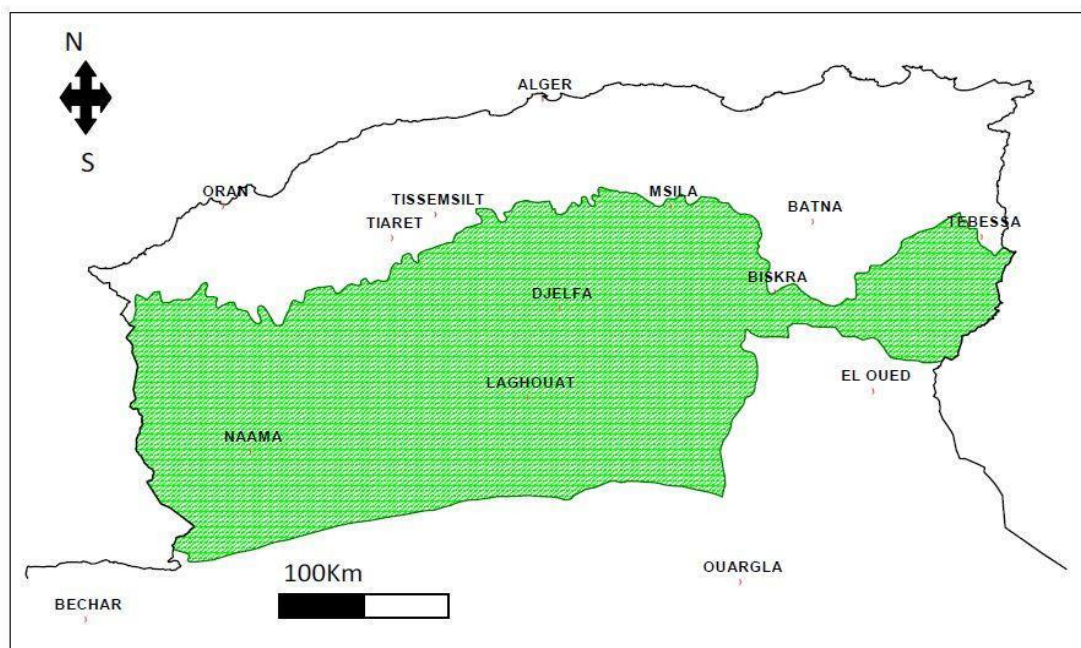 N
S
ALGER
ORAN
TISSEMSILT
MSILA
BATNA
TIARET
TEBESSA
BISKRA
DJELFA
LAGHOUAT
EL OUED
NAAMA
OUARGLA
100Km
BECHAR